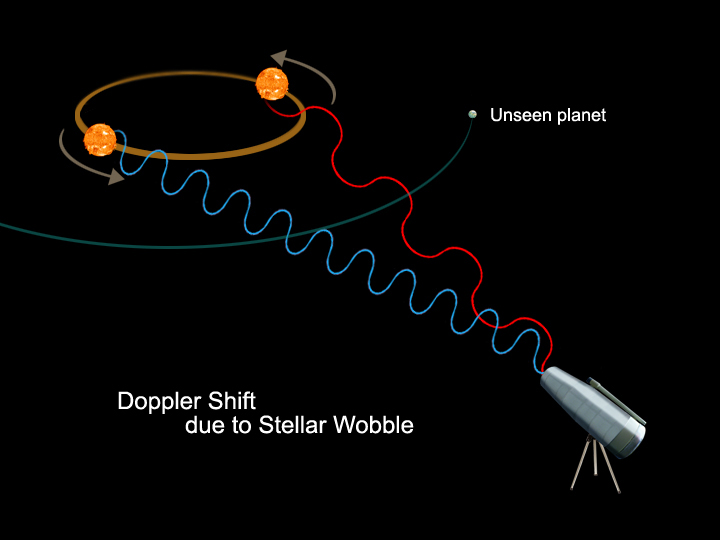 Unseen planet
Doppler Shift
due to Stellar Wobble